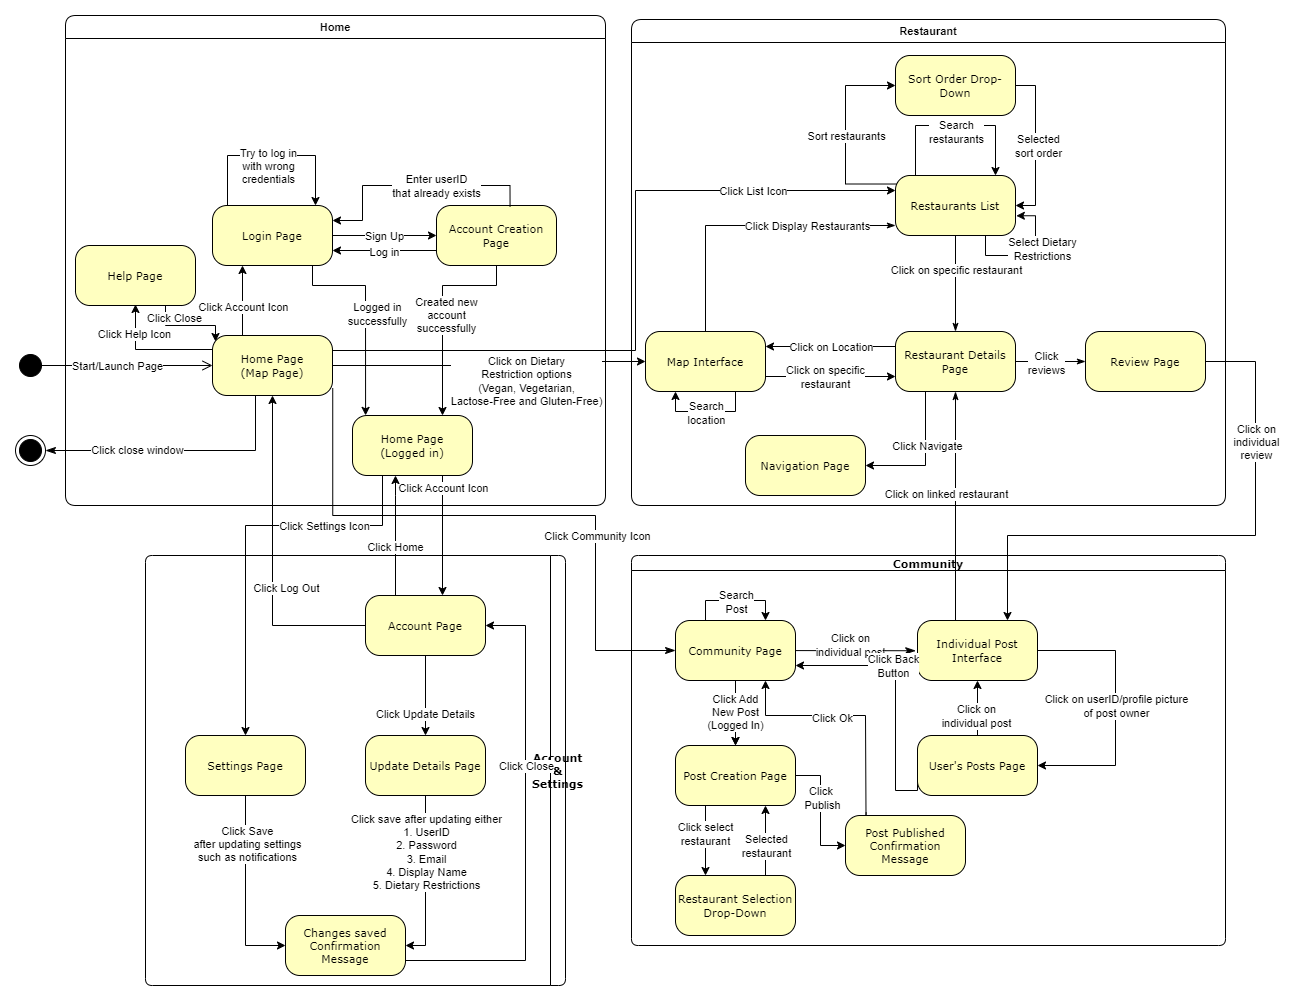 Home
Try to log in
with wrong
credentials
Enter userID
that already exists
Login Page
Sign Up
Log in
Account Creation
Page
Help Page
Click Account Icon
Click Close
Click Help Icon
Logged in
successfully
Created new
account
successfully
Start/Launch Page
Home Page
(Map Page)
Click on Dietary
Restriction options
(Vegan, Vegetarian,
Lactose-Free and Gluten-Free)
Click close window
Home Page
(Logged in)
Click Account Icon
Click Settings Icon
Click Home
Click Community Icon
Restaurant
Sort Order Drop-
Down
Sort restaurants
Search
restaurants
Selected
sort order
Click List Icon
Restaurants List
Click Display Restaurants
Select Dietary
Restrictions
Click on specific restaurant
Map Interface
Click on Location
Click on specific
restaurant
Restaurant Details
Page
Click
reviews
Review Page
Search
location
Click Navigate
Navigation Page
Click on
individual
review
Click on linked restaurant
Account
&
Settings
Click Log Out
Account Page
Click Update Details
Settings Page
Update Details Page
Click Close
Click Save
after updating settings
such as notifications
Click save after updating either
1. UserID
2. Password
3. Email
4. Display Name
5. Dietary Restrictions
Changes saved
Confirmation
Message
Community
Search
Post
Community Page
Click on
individual post
Click Back
Button
Individual Post
Interface
Click Add
New Post
(Logged In)
Click Ok
Click on
individual post
Click on userID/profile picture
of post owner
User's Posts Page
Post Creation Page
Click
Publish
Click select
restaurant
Selected
restaurant
Post Published
Confirmation
Message
Restaurant Selection
Drop-Down